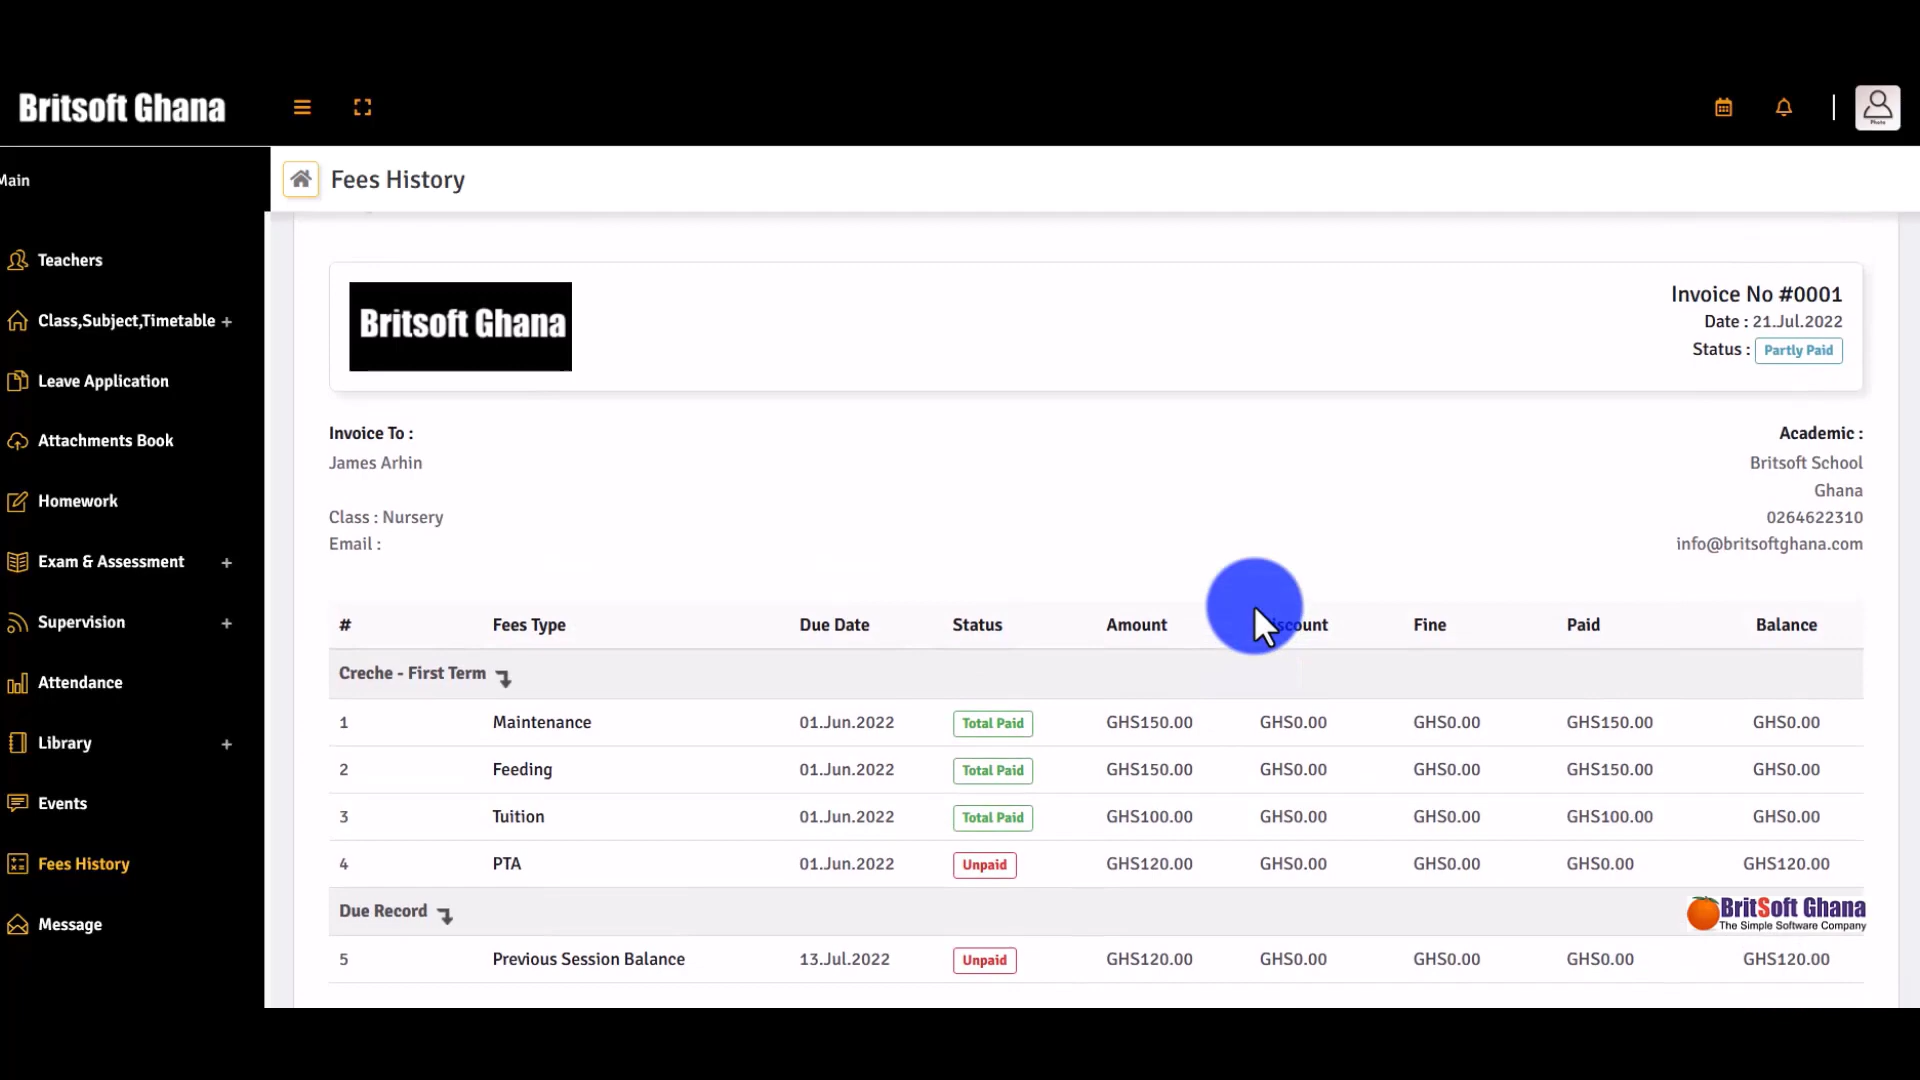 Britsoft Ghana
Main
Fees History
Teachers
Class,Subject,Timetable +
Leave Application
Attachments Book
Homework
Exam & Assessment +
Supervision +
Attendance
Library +
Events
Fees History
Message
Britsoft Ghana
Invoice No #0001
Date : 21.Jul.2022
Status : Partly Paid
Invoice To :
James Arhin
Class : Nursery
Email :
Academic :
Britsoft School
Ghana
0264622310
info@britsoftghana.com
# Fees Type Due Date Status Amount Fine Paid Balance
Creche - First Term
1 Maintenance 01.Jun.2022 Total Paid GHS150.00 GHS0.00 GHS0.00 GHS150.00 GHS0.00
2 Feeding 01.Jun.2022 Total Paid GHS150.00 GHS0.00 GHS0.00 GHS150.00 GHS0.00
3 Tuition 01.Jun.2022 Total Paid GHS100.00 GHS0.00 GHS0.00 GHS100.00 GHS0.00
4 PTA 01.Jun.2022 Unpaid GHS120.00 GHS0.00 GHS0.00 GHS0.00 GHS120.00
Due Record
BritSoft Ghana
The Simple Software Company
5 Previous Session Balance 13.Jul.2022 Unpaid GHS120.00 GHS0.00 GHS0.00 GHS0.00 GHS120.00